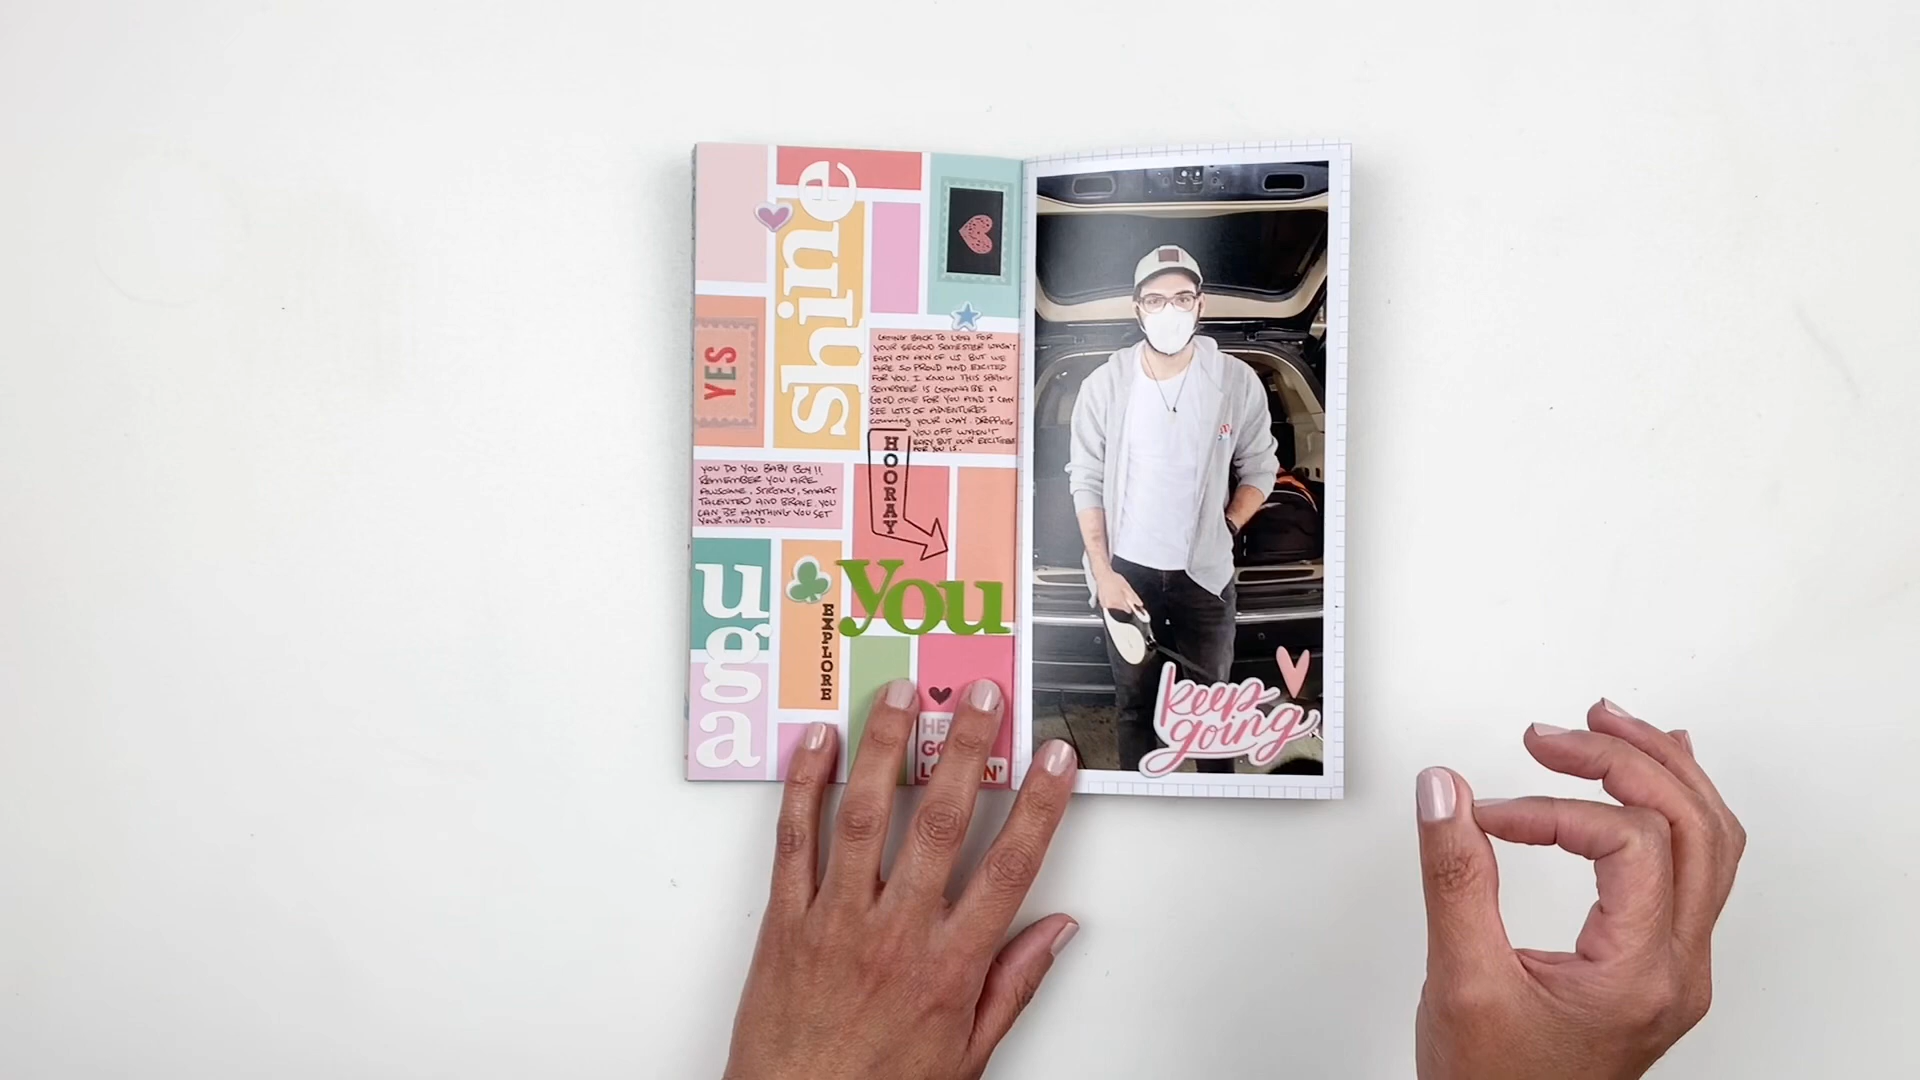 shine
YES
GOING BACK TO UGA FOR
YOUR SECOND SEMESTER WASN'T
EASY ON ANY OF US. BUT WE
ARE SO PROUD AND EXCITED
FOR YOU. I KNOW THIS SPRING
SEMESTER IS GONNA BE A
GOOD ONE FOR YOU AND I CAN
SEE LOTS OF ADVENTURES
coming YOUR WAY. DROPPING
YOU OFF WASN'T
EASY BUT OUR
FOR YOU IS.
HOORAY
YOU DO YOU BABY BOY!!
REMEMBER YOU ARE
AWSOME, STRONG, SMART
TALENTED AND BRAVE. YOU
CAN BE ANYTHING YOU SET
YOUR MIND TO.
uga
EXPLORE
you
HEY
keep
going